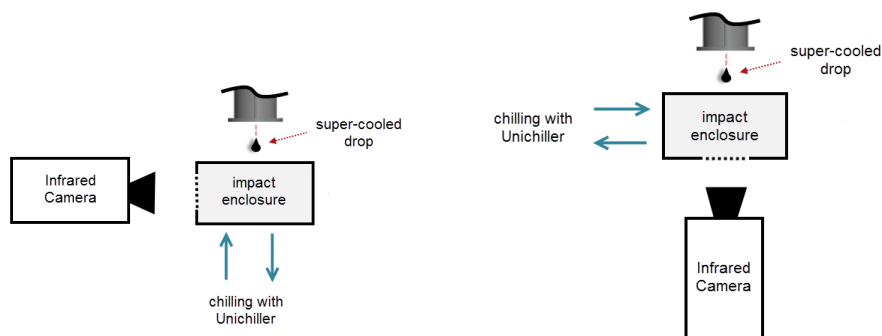 super-cooled
drop
Infrared
Camera
impact
enclosure
chilling with
Unichiller
super-cooled
drop
impact
enclosure
chilling with
Unichiller
Infrared
Camera